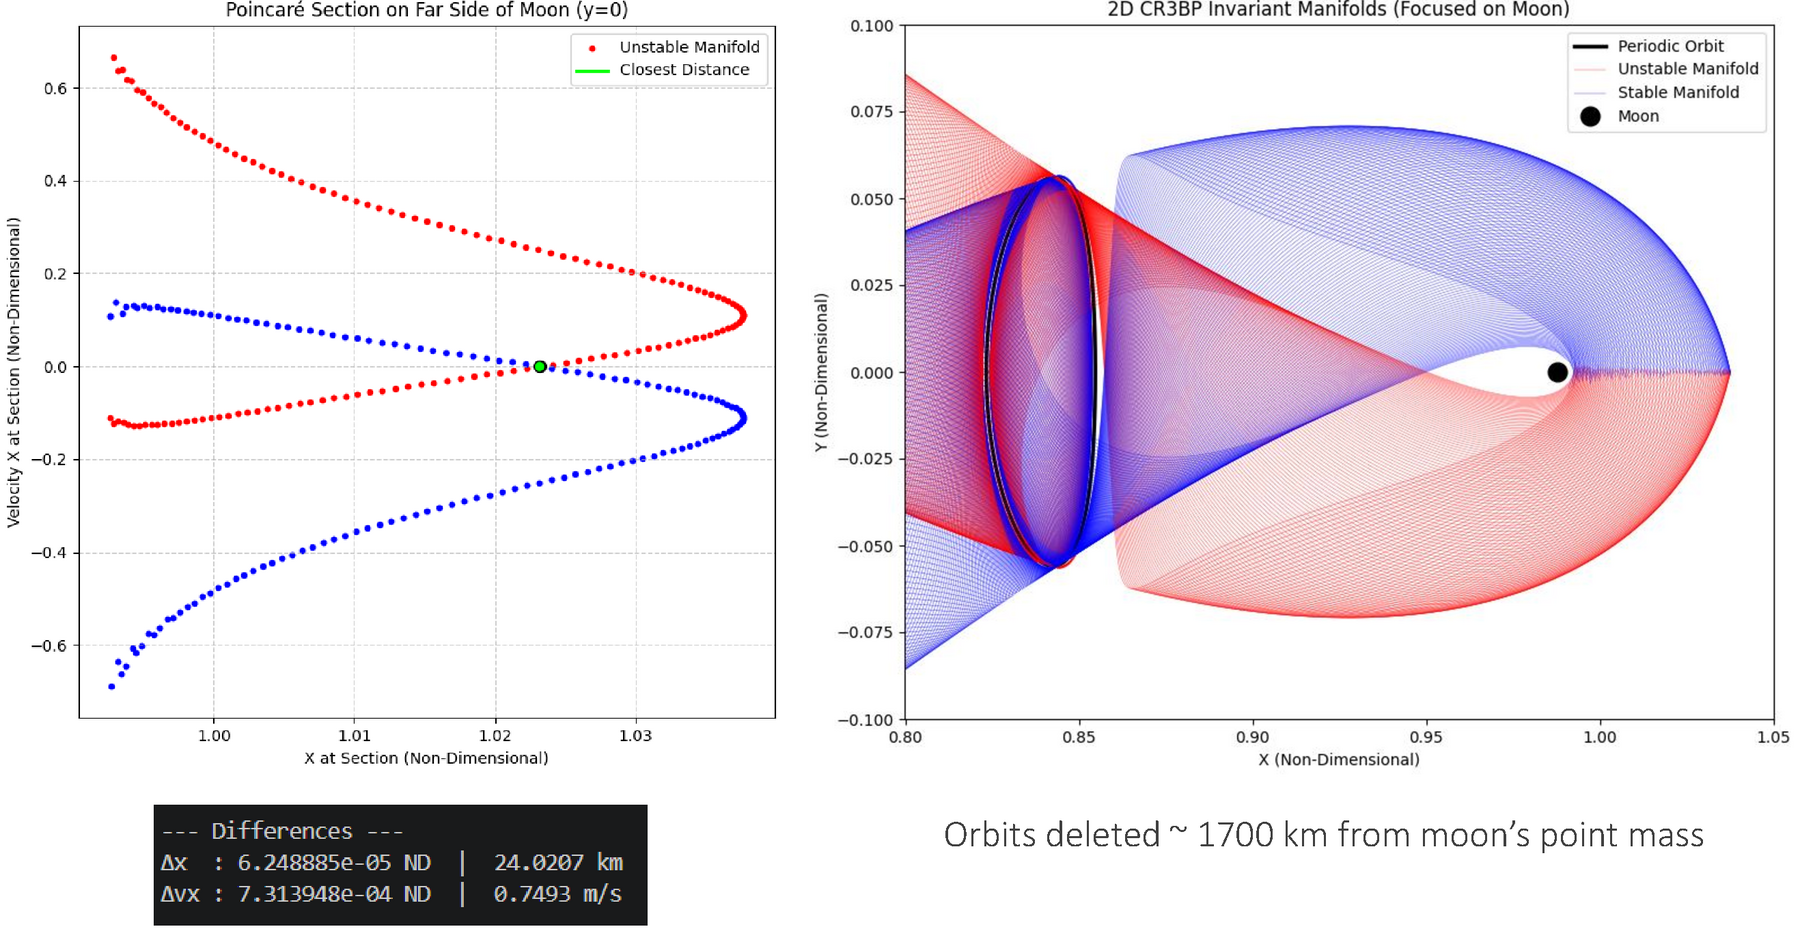 Poincaré Section on Far Side of Moon (y=0)
Unstable Manifold
Closest Distance
0.6
0.4
0.2
0.0
−0.2
−0.4
−0.6
Velocity X at Section (Non-Dimensional)
1.00
1.01
1.02
1.03
X at Section (Non-Dimensional)
2D CR3BP Invariant Manifolds (Focused on Moon)
Periodic Orbit
Unstable Manifold
Stable Manifold
Moon
0.100
0.075
0.050
0.025
0.000
−0.025
−0.050
−0.075
−0.100
Y (Non-Dimensional)
0.80
0.85
0.90
0.95
1.00
1.05
X (Non-Dimensional)
--- Differences ---
Δx : 6.248885e-05 ND | 24.0207 km
Δvx : 7.313948e-04 ND | 0.7493 m/s
Orbits deleted ~ 1700 km from moon’s point mass